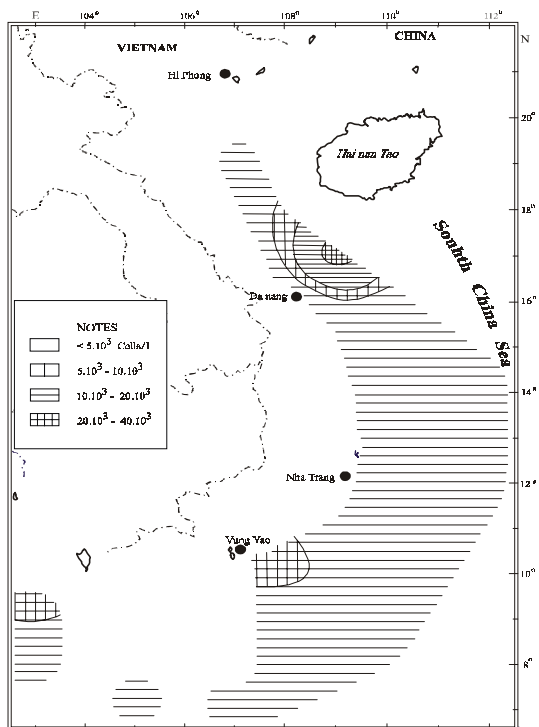 E 104° 106° 108° 110° 112°
N
VIETNAM
CHINA
Hi Phong
20°
Hai nan Tao
18°
Souhth China Sea
Da nang
16°
NOTES
< 5.10³ Cells/l
5.10³ - 10.10³
10.10³ - 20.10³
20.10³ - 40.10³
14°
Nha Trang
12°
Vung Yao
10°
8°